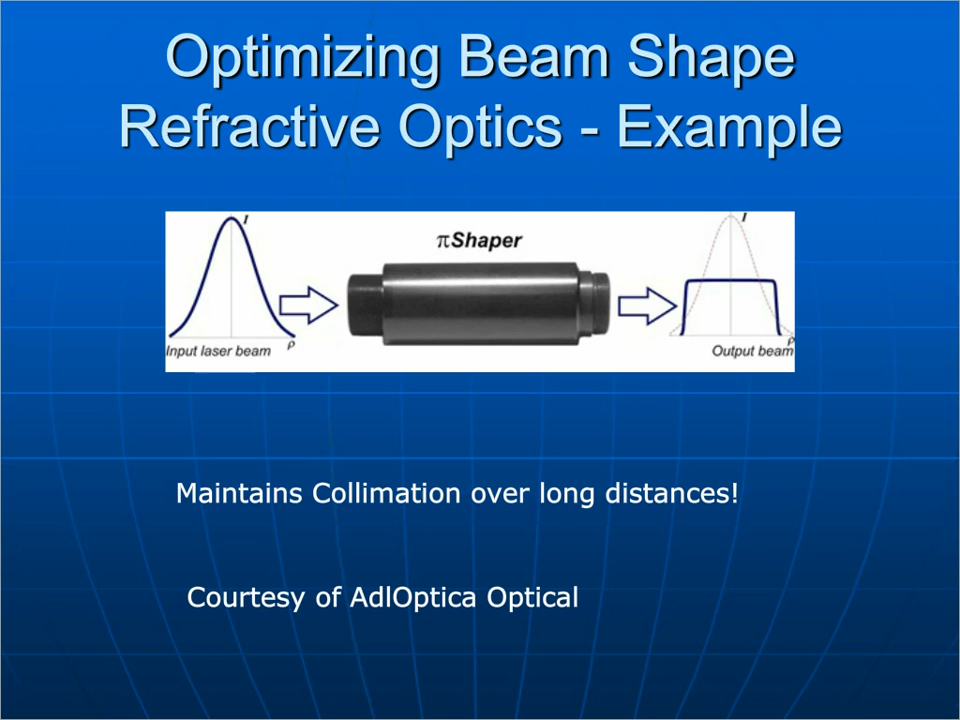 Optimizing Beam Shape
Refractive Optics - Example
πShaper
I
I
ρ
ρ
Input laser beam
Output beam
Maintains Collimation over long distances!
Courtesy of AdlOptica Optical